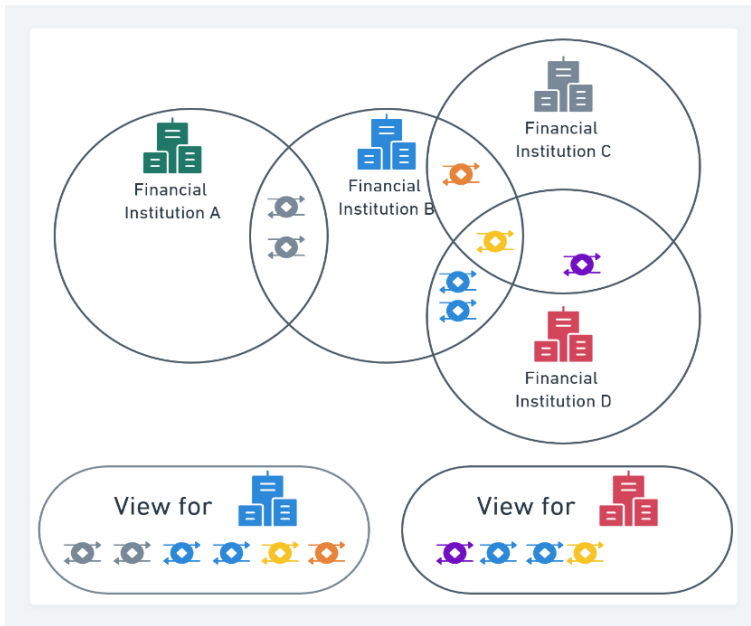 Financial
Institution C
Financial
Institution A
Financial
Institution B
Financial
Institution D
View for
View for